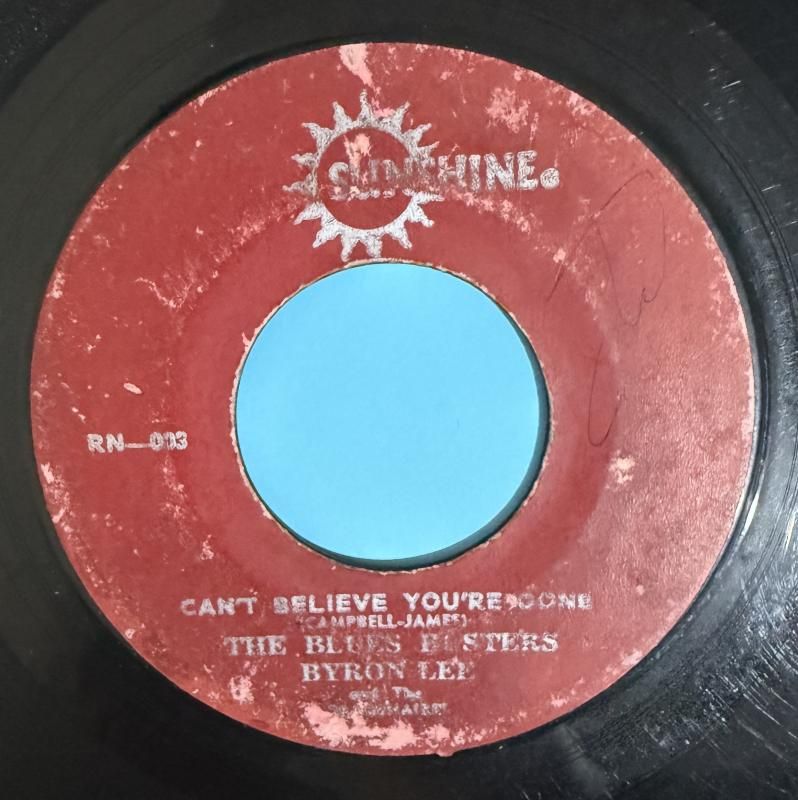 SUNSHINE
RN—003
CAN'T BELIEVE YOU'RE GONE
(CAMPBELL-JAMES)
THE BLUES BUSTERS
BYRON LEE
and The